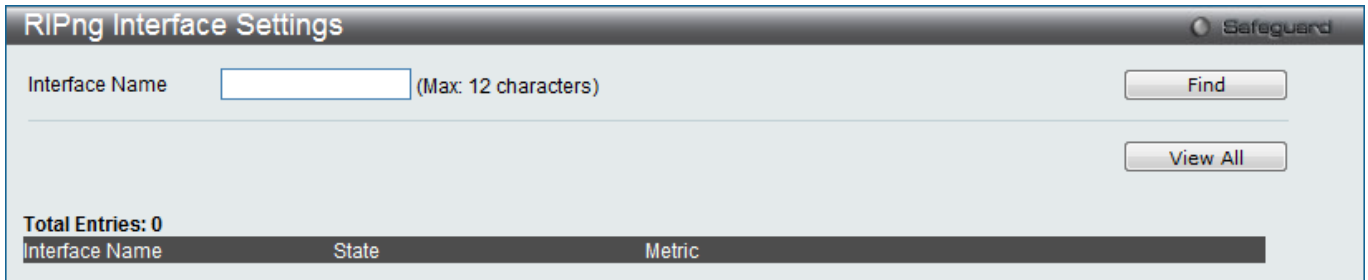 RIPng Interface Settings
Safeguard
Interface Name (Max: 12 characters) Find
View All
Total Entries: 0
Interface Name State Metric